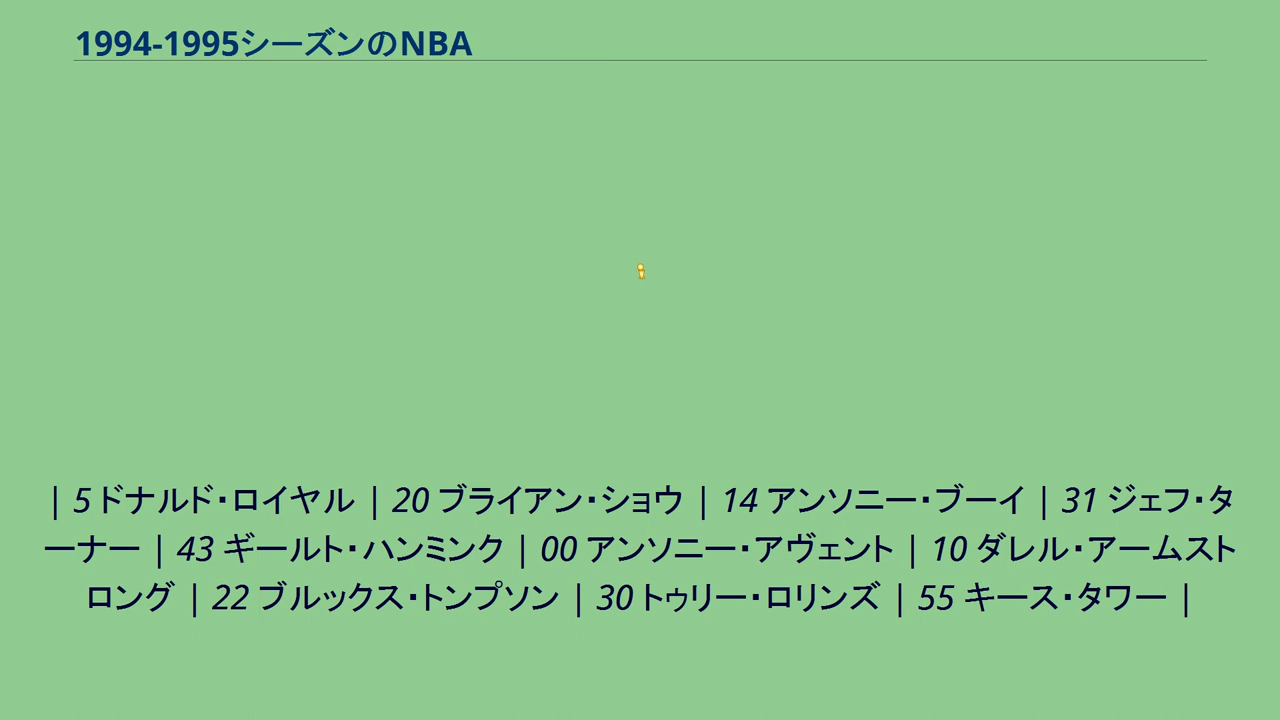 1994-1995シーズンのNBA
| 5 ドナルド・ロイヤル | 20 ブライアン・ショウ | 14 アンソニー・ブーイ | 31 ジェフ・タ
ーナー | 43 ギールト・ハンミンク | 00 アンソニー・アヴェント | 10 ダレル・アームスト
ロング | 22 ブルックス・トンプソン | 30 トゥリー・ロリンズ | 55 キース・タワー |